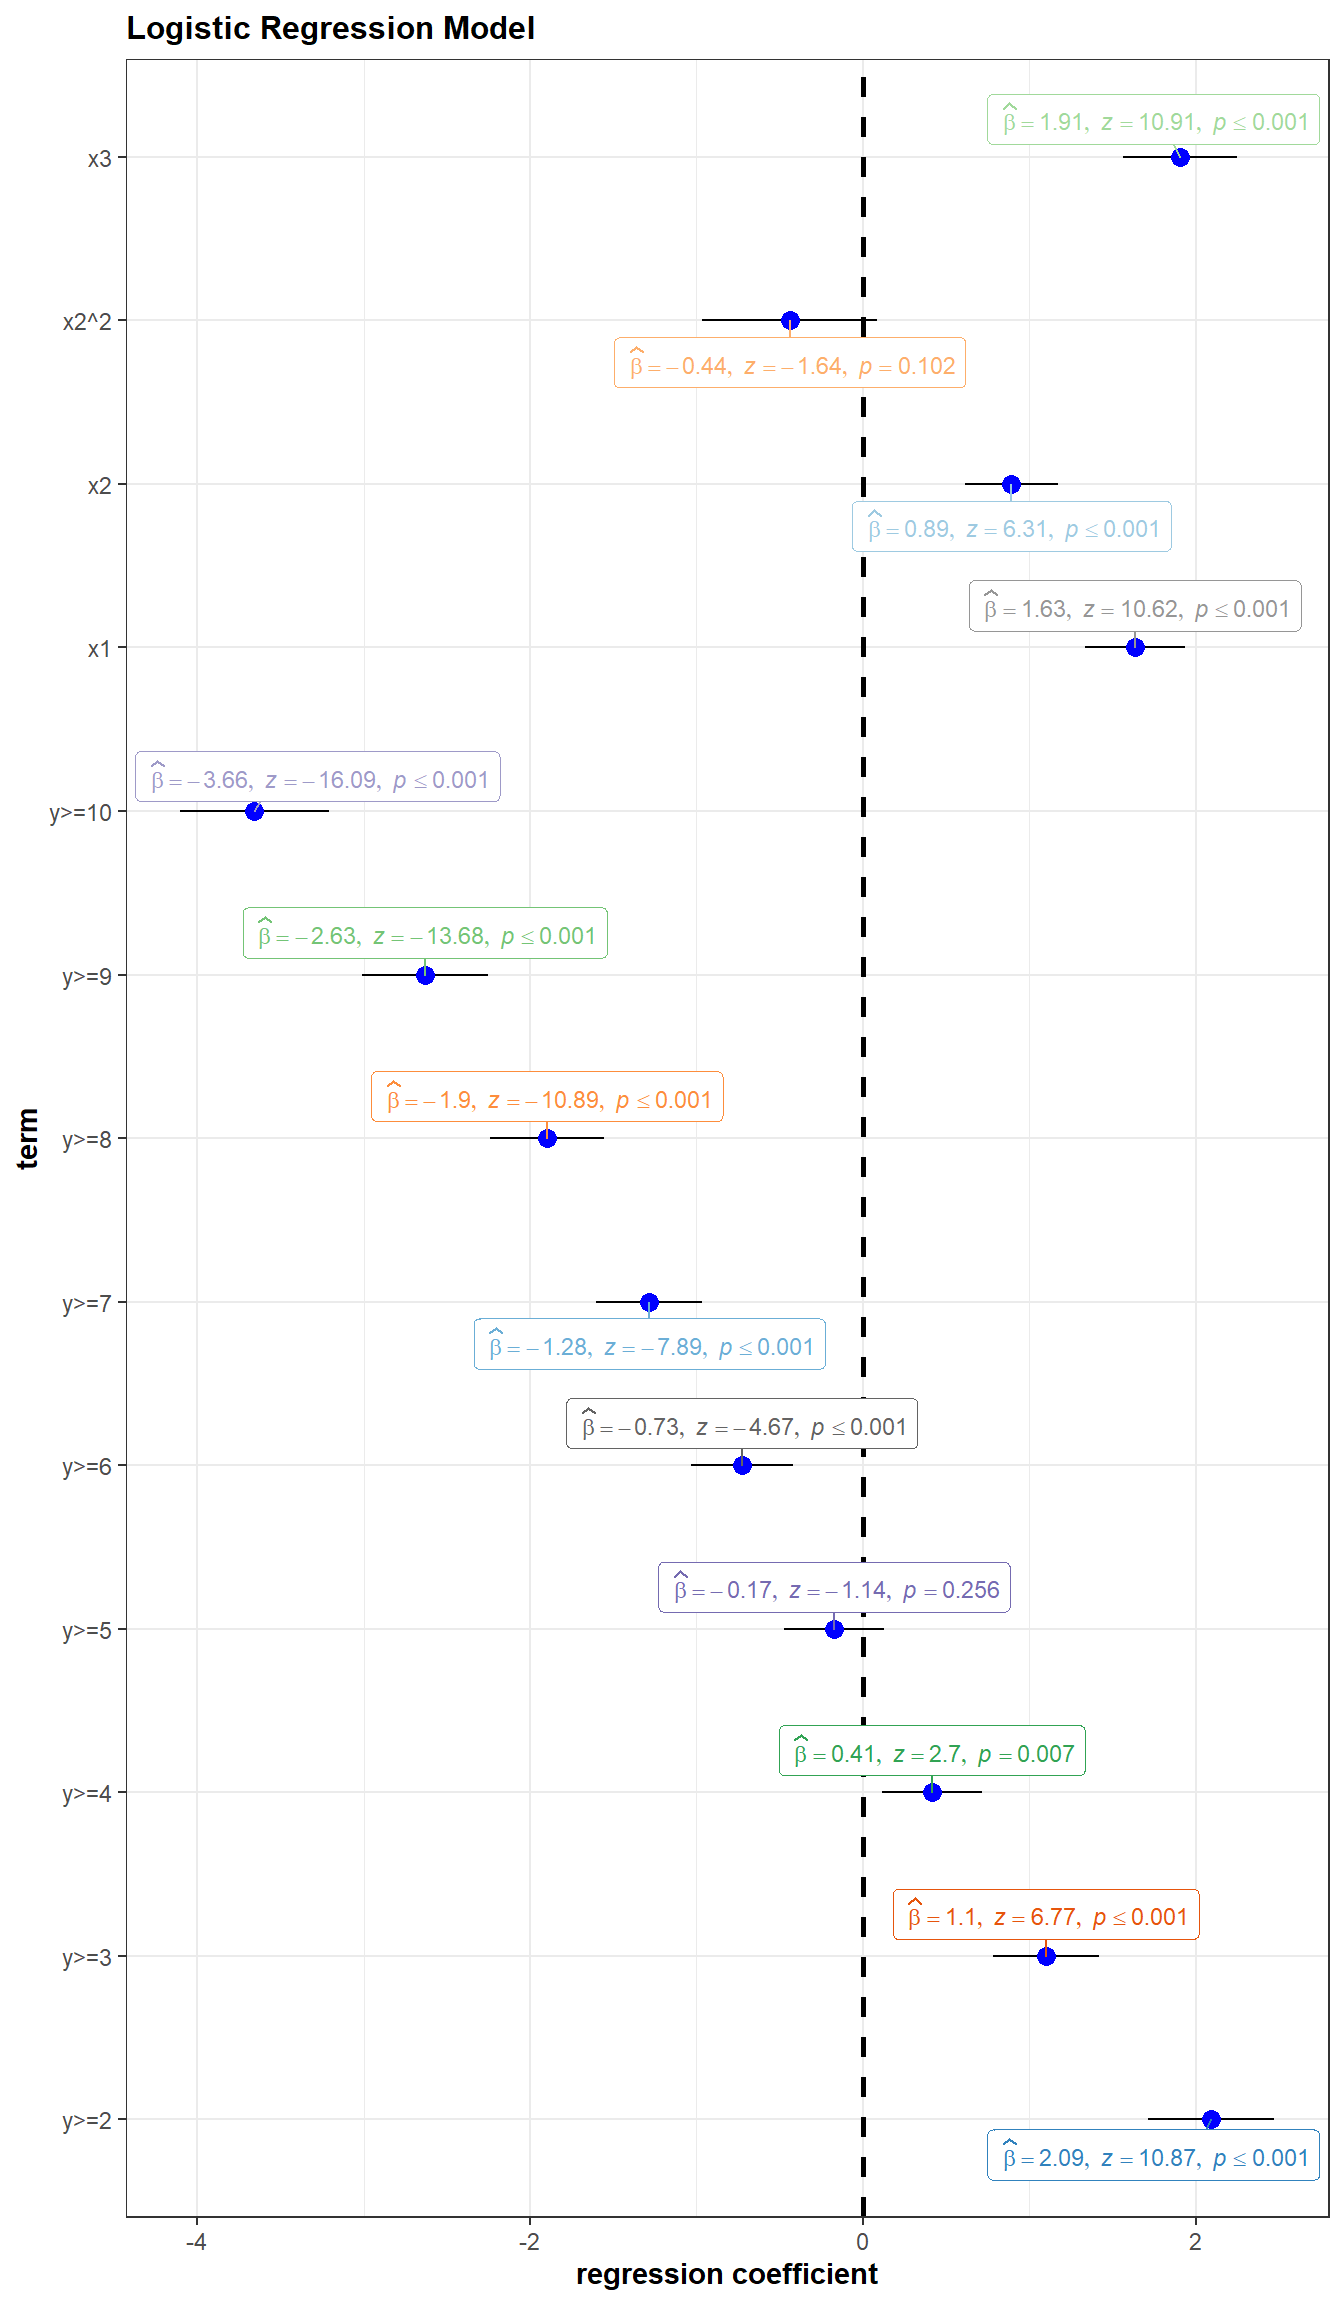 Logistic Regression Model
β̂ = 1.91, z = 10.91, p ≤ 0.001
x3
x2^2
β̂ = −0.44, z = −1.64, p = 0.102
x2
β̂ = 0.89, z = 6.31, p ≤ 0.001
β̂ = 1.63, z = 10.62, p ≤ 0.001
x1
β̂ = −3.66, z = −16.09, p ≤ 0.001
y>=10
β̂ = −2.63, z = −13.68, p ≤ 0.001
y>=9
β̂ = −1.9, z = −10.89, p ≤ 0.001
y>=8
term
y>=7
β̂ = −1.28, z = −7.89, p ≤ 0.001
β̂ = −0.73, z = −4.67, p ≤ 0.001
y>=6
β̂ = −0.17, z = −1.14, p = 0.256
y>=5
β̂ = 0.41, z = 2.7, p = 0.007
y>=4
β̂ = 1.1, z = 6.77, p ≤ 0.001
y>=3
y>=2
β̂ = 2.09, z = 10.87, p ≤ 0.001
-4 -2 0 2
regression coefficient